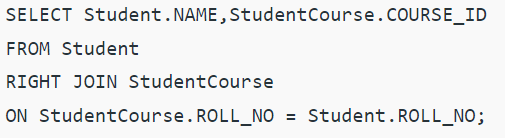 SELECT Student.NAME,StudentCourse.COURSE_ID
FROM Student
RIGHT JOIN StudentCourse
ON StudentCourse.ROLL_NO = Student.ROLL_NO;